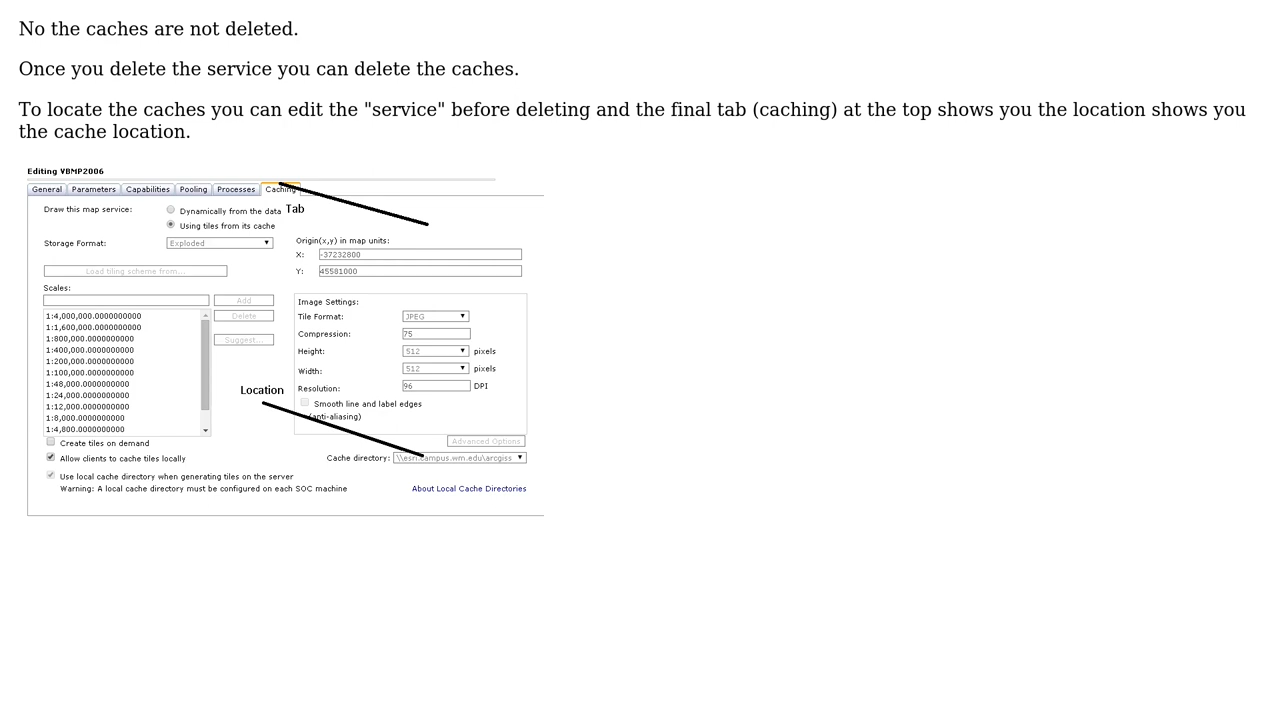 No the caches are not deleted.
Once you delete the service you can delete the caches.
To locate the caches you can edit the "service" before deleting and the final tab (caching) at the top shows you the location shows you
the cache location.
Editing VBMP2006
General Parameters Capabilities Pooling Processes Caching
Draw this map service:
Dynamically from the data
Tab
Using tiles from its cache
Storage Format:
Exploded
Origin(x,y) in map units:
X: -37232800
Load tiling scheme from...
Y: 45581000
Scales:
Add
Delete
Suggest...
1:4,000,000.0000000000
1:1,600,000.0000000000
1:800,000.0000000000
1:400,000.0000000000
1:200,000.0000000000
1:100,000.0000000000
1:48,000.0000000000
1:24,000.0000000000
1:12,000.0000000000
1:8,000.0000000000
1:4,800.0000000000
Image Settings:
Tile Format: JPEG
Compression: 75
Height: 512 pixels
Width: 512 pixels
Resolution: 96 DPI
Location
Smooth line and label edges
(anti-aliasing)
Advanced Options
Create tiles on demand
Allow clients to cache tiles locally
Cache directory: \\esri.campus.wm.edu\arcgiss
Use local cache directory when generating tiles on the server
Warning: A local cache directory must be configured on each SOC machine
About Local Cache Directories